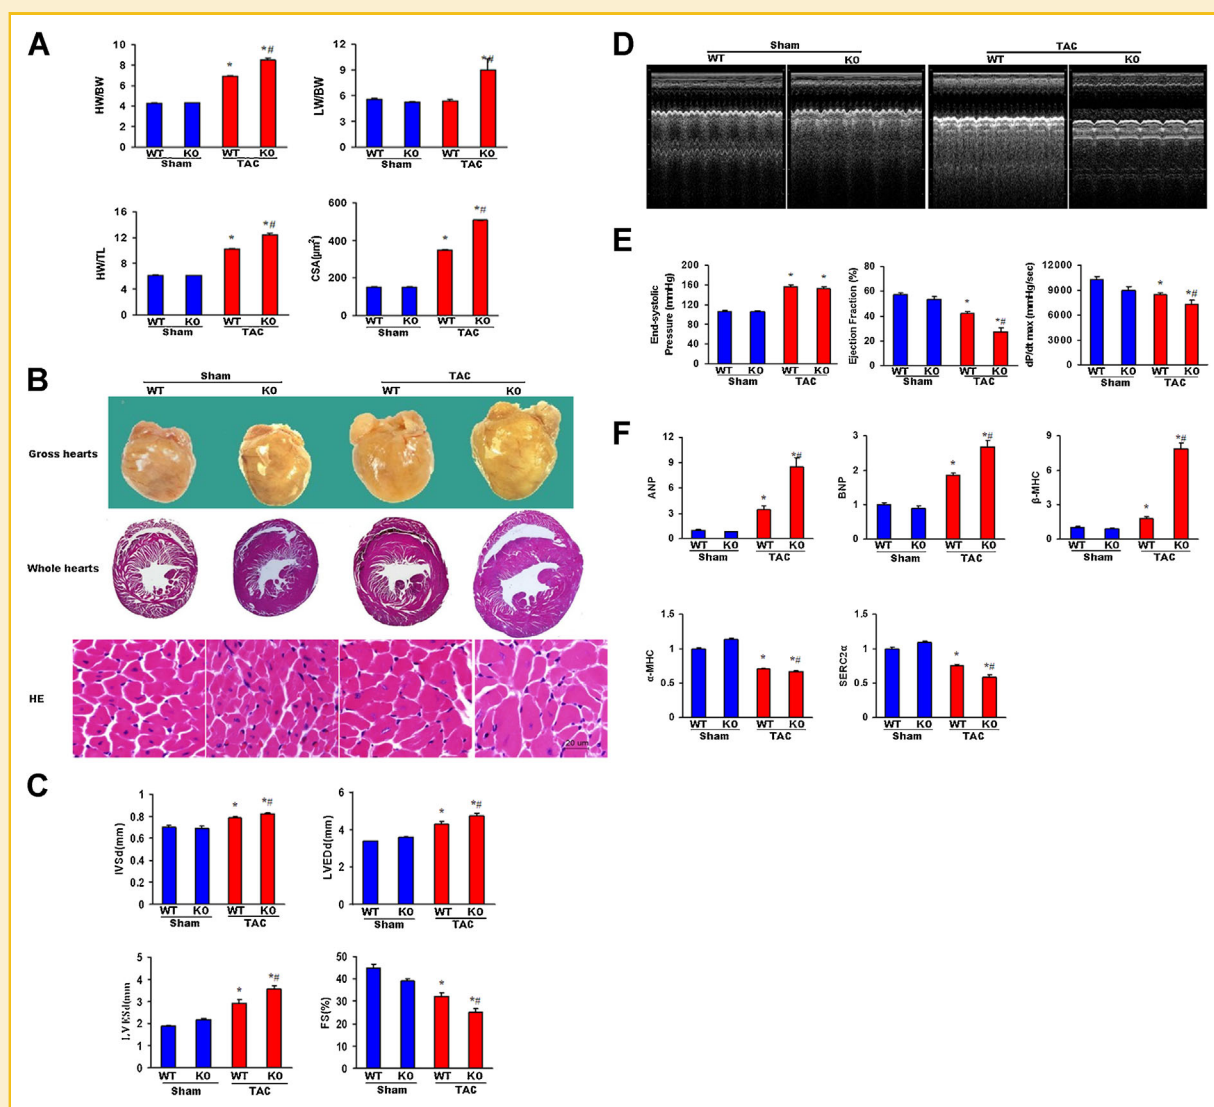 A
HW/BW
10
8
6
4
2
0
*
*#
WT KO WT KO
Sham TAC
LW/BW
12
9
6
3
0
*#
WT KO WT KO
Sham TAC
HW/TL
16
12
8
4
0
*
*#
WT KO WT KO
Sham TAC
CSA(µm²)
600
400
200
0
*
*#
WT KO WT KO
Sham TAC
B
Sham TAC
WT KO WT KO
Gross hearts
Whole hearts
HE
20 um
C
IVSd(mm)
1
0.8
0.6
0.4
0.2
0
*
*#
WT KO WT KO
Sham TAC
LVEDd(mm)
6
4
2
0
*
*#
WT KO WT KO
Sham TAC
LVESd(mm
5
4
3
2
1
0
*
*#
WT KO WT KO
Sham TAC
FS(%)
50
40
30
20
10
0
*
*#
WT KO WT KO
Sham TAC
D
Sham TAC
WT KO WT KO
E
End-systolic
Pressure (mmHg)
200
160
120
80
40
0
*
*
WT KO WT KO
Sham TAC
Ejection Fraction (%)
80
60
40
20
0
*
*#
WT KO WT KO
Sham TAC
dP/dt max (mmHg/sec)
12000
9000
6000
3000
0
*
*#
WT KO WT KO
Sham TAC
F
ANP
12
9
6
3
0
*
*#
WT KO WT KO
Sham TAC
BNP
3
2
1
0
*
*#
WT KO WT KO
Sham TAC
β-MHC
9
6
3
0
*
*#
WT KO WT KO
Sham TAC
α-MHC
1.5
1
0.5
0
*
*#
WT KO WT KO
Sham TAC
SERC2α
1.5
1
0.5
0
*
*#
WT KO WT KO
Sham TAC